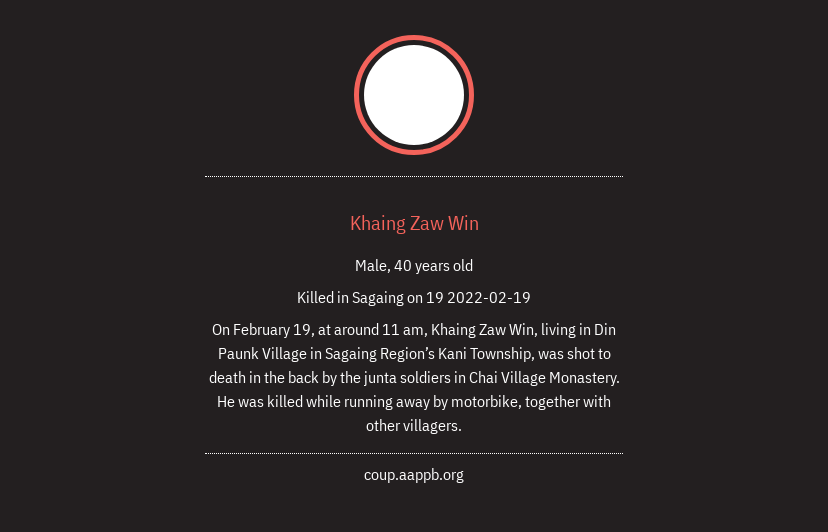 Khaing Zaw Win
Male, 40 years old
Killed in Sagaing on 19 2022-02-19
On February 19, at around 11 am, Khaing Zaw Win, living in Din
Paunk Village in Sagaing Region’s Kani Township, was shot to
death in the back by the junta soldiers in Chai Village Monastery.
He was killed while running away by motorbike, together with
other villagers.
coup.aappb.org